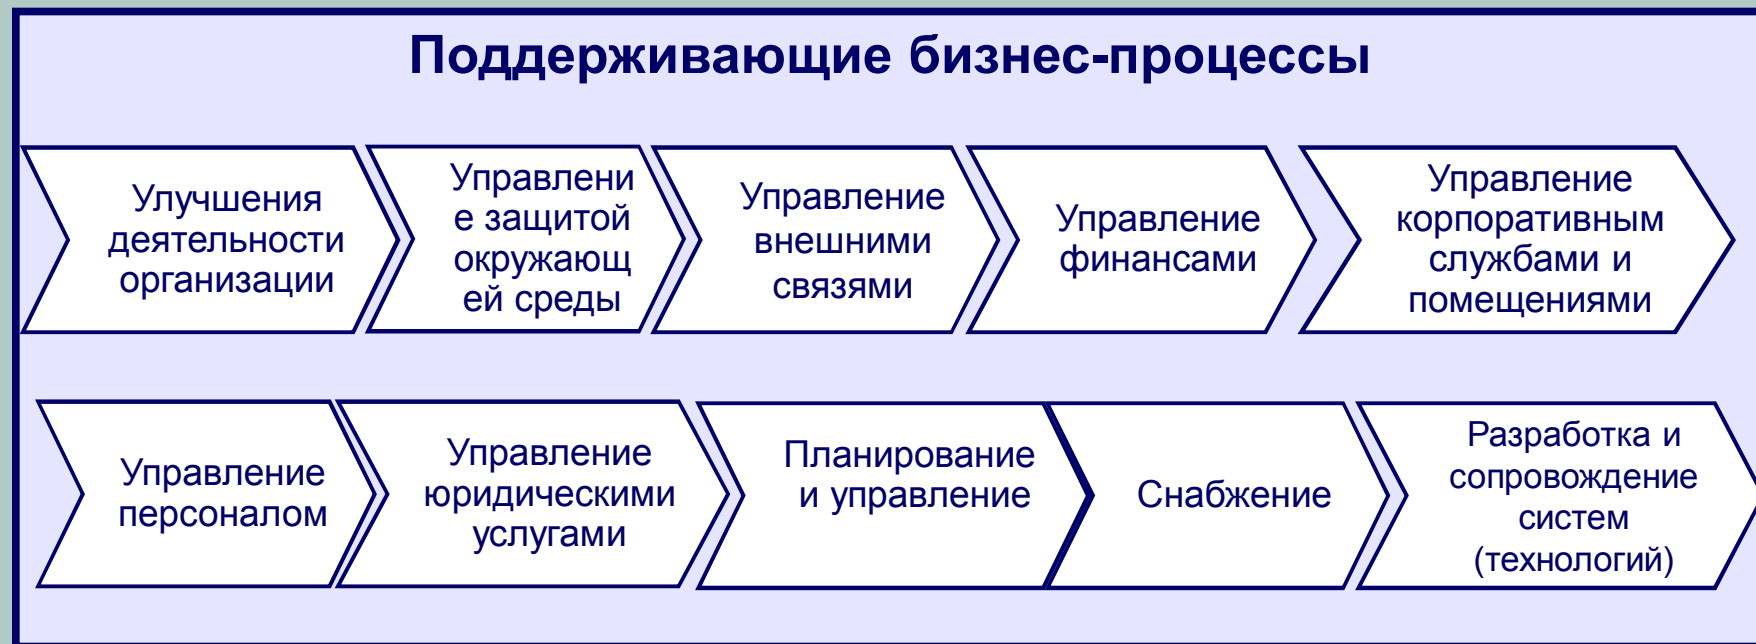 Поддерживающие бизнес-процессы
Улучшения
деятельности
организации
Управлени
е защитой
окружающ
ей среды
Управление
внешними
связями
Управление
финансами
Управление
корпоративным
службами и
помещениями
Управление
персоналом
Управление
юридическими
услугами
Планирование
и управление
Снабжение
Разработка и
сопровождение
систем
(технологий)